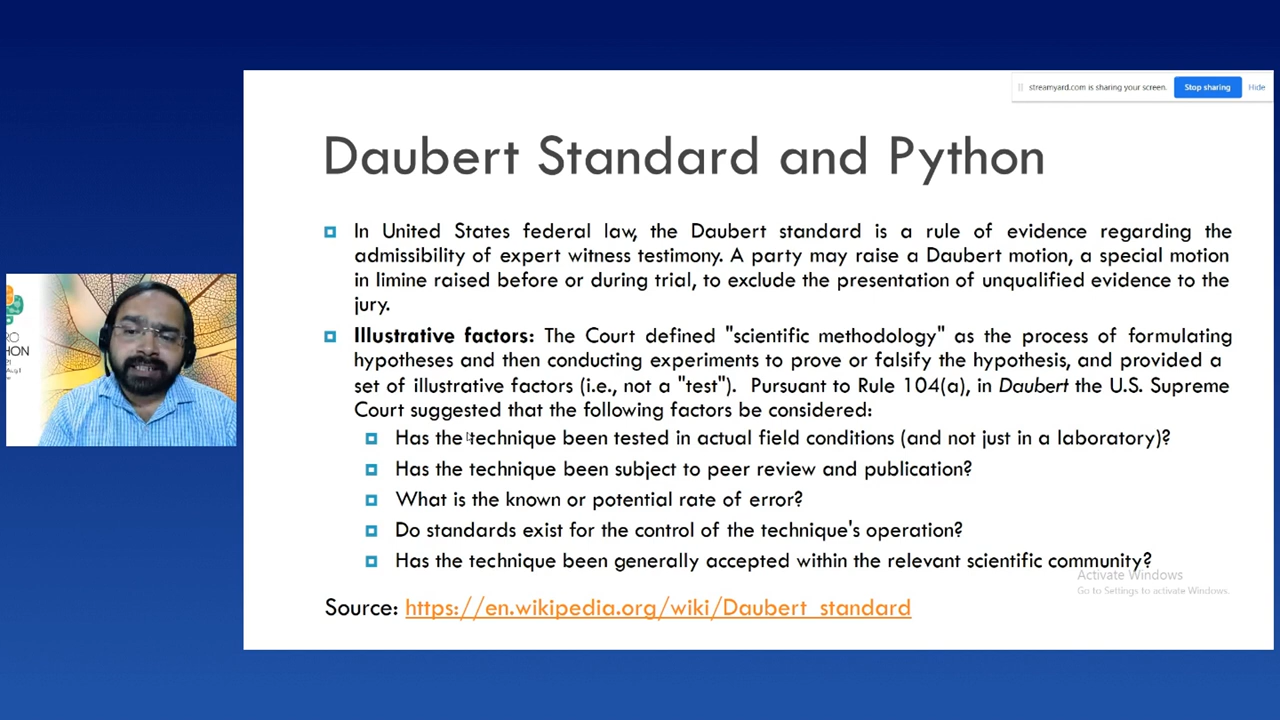 streamyard.com is sharing your screen. Stop sharing Hide
Daubert Standard and Python
In United States federal law, the Daubert standard is a rule of evidence regarding the
admissibility of expert witness testimony. A party may raise a Daubert motion, a special motion
in limine raised before or during trial, to exclude the presentation of unqualified evidence to the
jury.
Illustrative factors: The Court defined "scientific methodology" as the process of formulating
hypotheses and then conducting experiments to prove or falsify the hypothesis, and provided a
set of illustrative factors (i.e., not a "test"). Pursuant to Rule 104(a), in Daubert the U.S. Supreme
Court suggested that the following factors be considered:
Has the technique been tested in actual field conditions (and not just in a laboratory)?
Has the technique been subject to peer review and publication?
What is the known or potential rate of error?
Do standards exist for the control of the technique's operation?
Has the technique been generally accepted within the relevant scientific community?
Activate Windows
Go to Settings to activate Windows.
Source: https://en.wikipedia.org/wiki/Daubert_standard